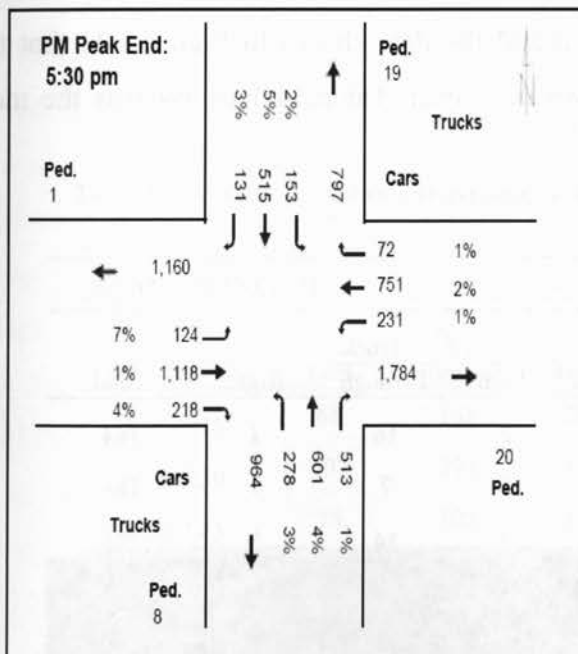 PM Peak End:
5:30 pm
Ped.
19
N
Trucks
Cars
3% 5% 2%
131 515 153 797
Ped.
1
1,160
72 1%
751 2%
231 1%
7% 124
1% 1,118
4% 218
1,784
964 278 601 513
3% 4% 1%
Cars
Trucks
Ped.
8
20
Ped.